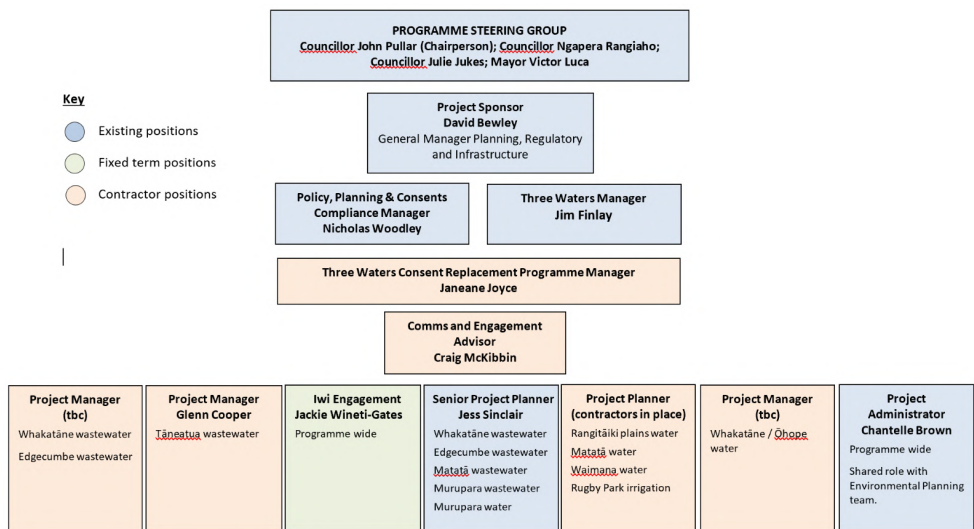 PROGRAMME STEERING GROUP
Councillor John Pullar (Chairperson); Councillor Ngapera Rangiaho;
Councillor Julie Jukes; Mayor Victor Luca
Key
Existing positions
Fixed term positions
Contractor positions
Project Sponsor
David Bewley
General Manager Planning, Regulatory
and Infrastructure
Policy, Planning & Consents
Compliance Manager
Nicholas Woodley
Three Waters Manager
Jim Finlay
Three Waters Consent Replacement Programme Manager
Janeane Joyce
Comms and Engagement
Advisor
Craig McKibbin
Project Manager
(tbc)
Whakatāne wastewater
Edgecumbe wastewater
Project Manager
Glenn Cooper
Tāneatua wastewater
Iwi Engagement
Jackie Wineti-Gates
Programme wide
Senior Project Planner
Jess Sinclair
Whakatāne wastewater
Edgecumbe wastewater
Matatā wastewater
Murupara wastewater
Murupara water
Project Planner
(contractors in place)
Rangitāiki plains water
Matatā water
Waimana water
Rugby Park irrigation
Project Manager
(tbc)
Whakatāne / Ōhope
water
Project
Administrator
Chantelle Brown
Programme wide
Shared role with
Environmental Planning
team.